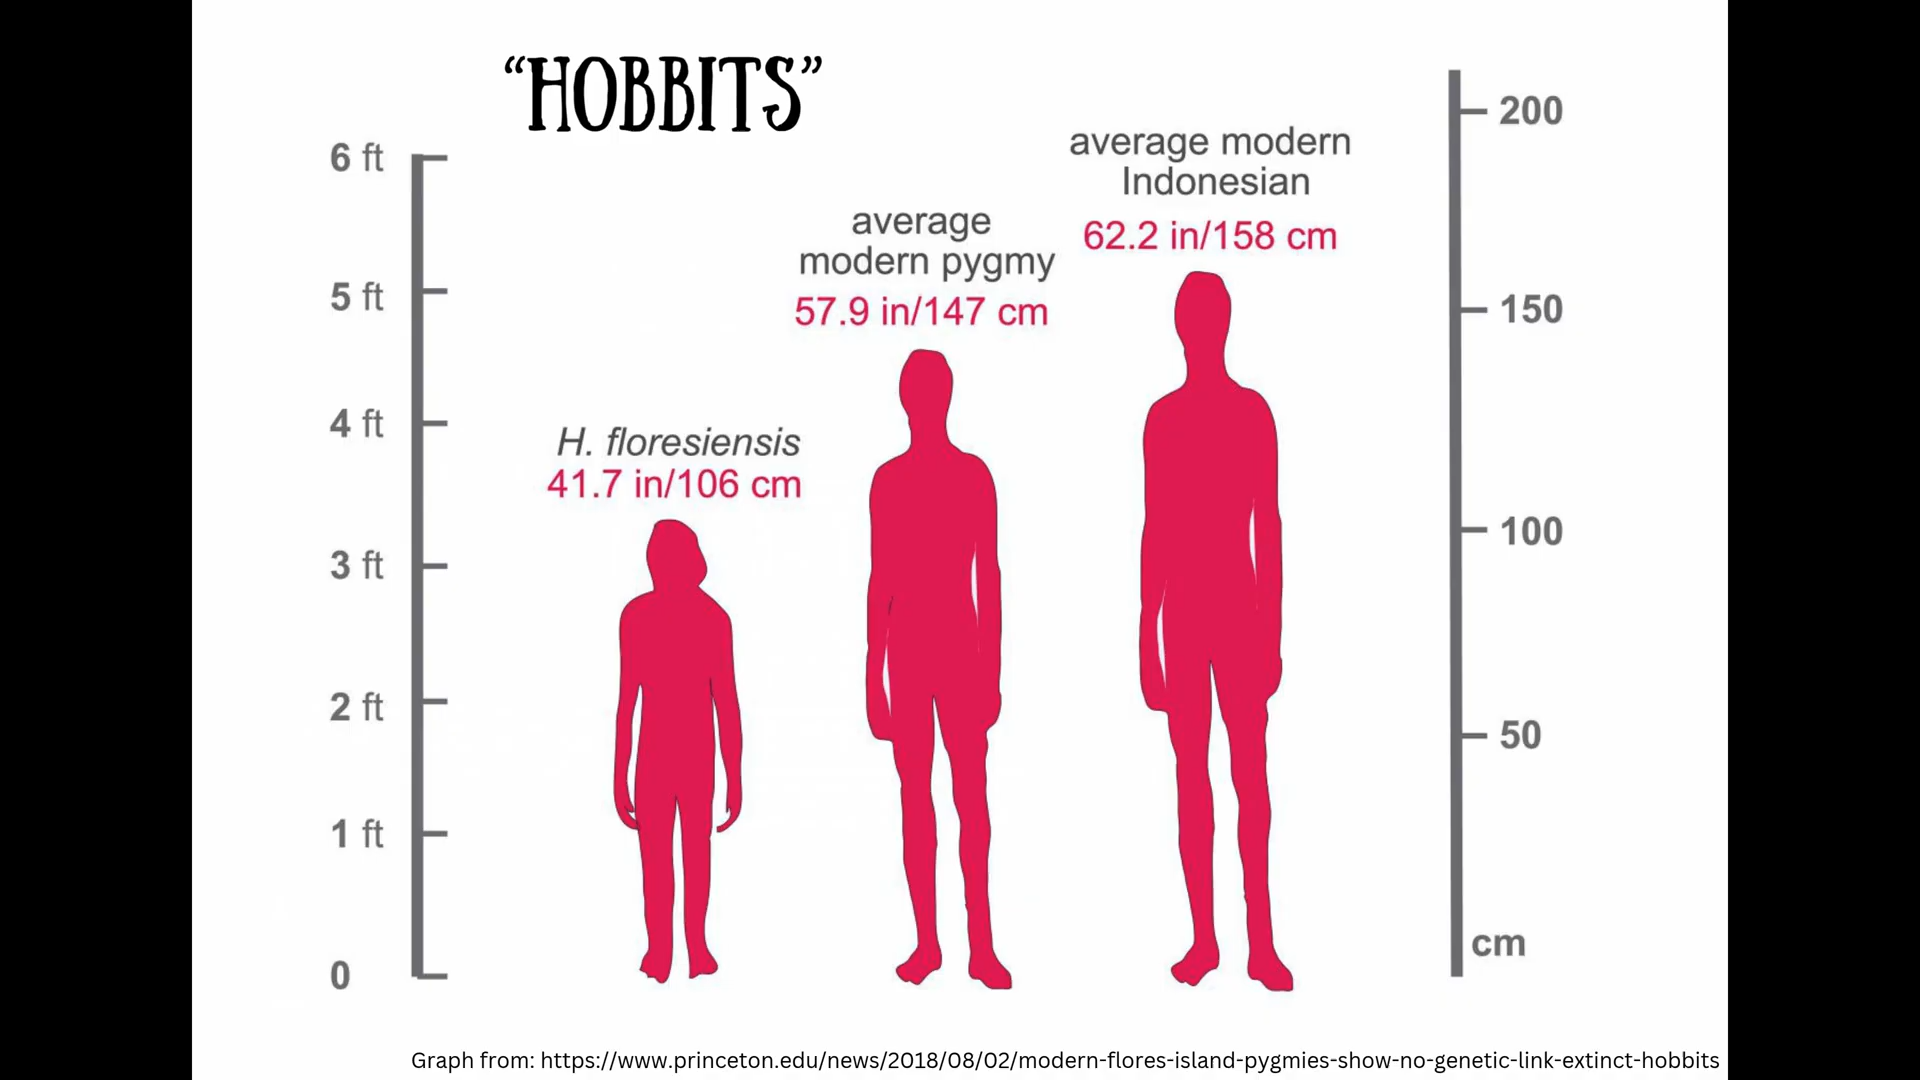 “HOBBITS”
6 ft
5 ft
4 ft
3 ft
2 ft
1 ft
0
H. floresiensis
41.7 in/106 cm
average
modern pygmy
57.9 in/147 cm
average modern
Indonesian
62.2 in/158 cm
200
150
100
50
cm
Graph from: https://www.princeton.edu/news/2018/08/02/modern-flores-island-pygmies-show-no-genetic-link-extinct-hobbits